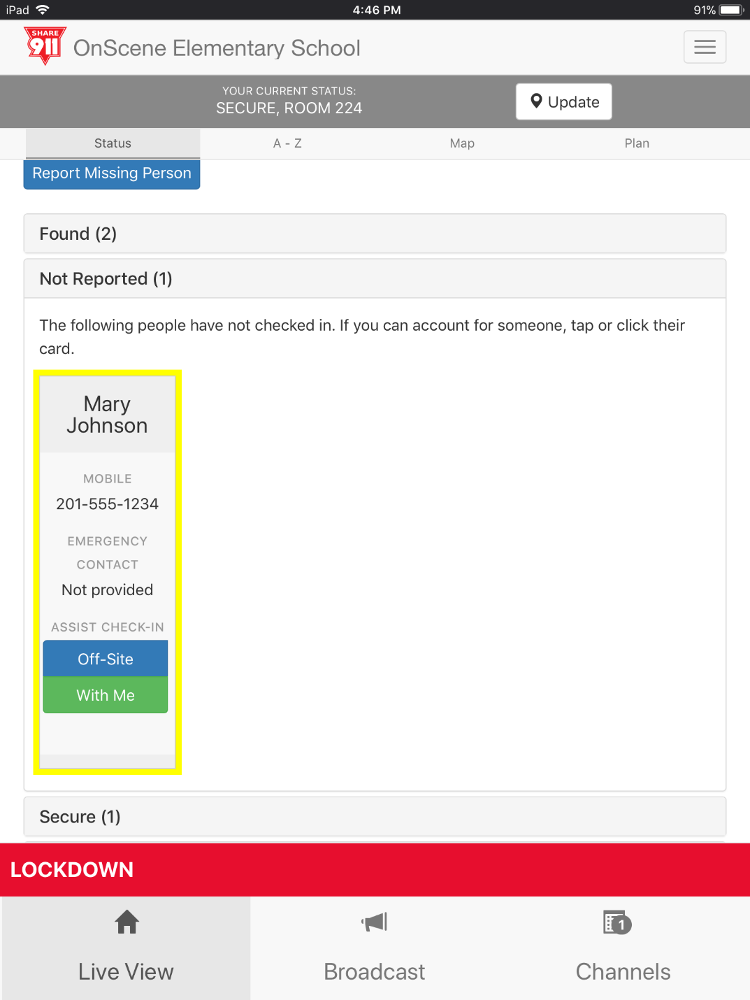 iPad
4:46 PM
91%
SHARE
911
OnScene Elementary School
YOUR CURRENT STATUS:
SECURE, ROOM 224
Update
Status
A - Z
Map
Plan
Report Missing Person
Found (2)
Not Reported (1)
The following people have not checked in. If you can account for someone, tap or click their
card.
Mary
Johnson
MOBILE
201-555-1234
EMERGENCY
CONTACT
Not provided
ASSIST CHECK-IN
Off-Site
With Me
Secure (1)
LOCKDOWN
1
Live View
Broadcast
Channels